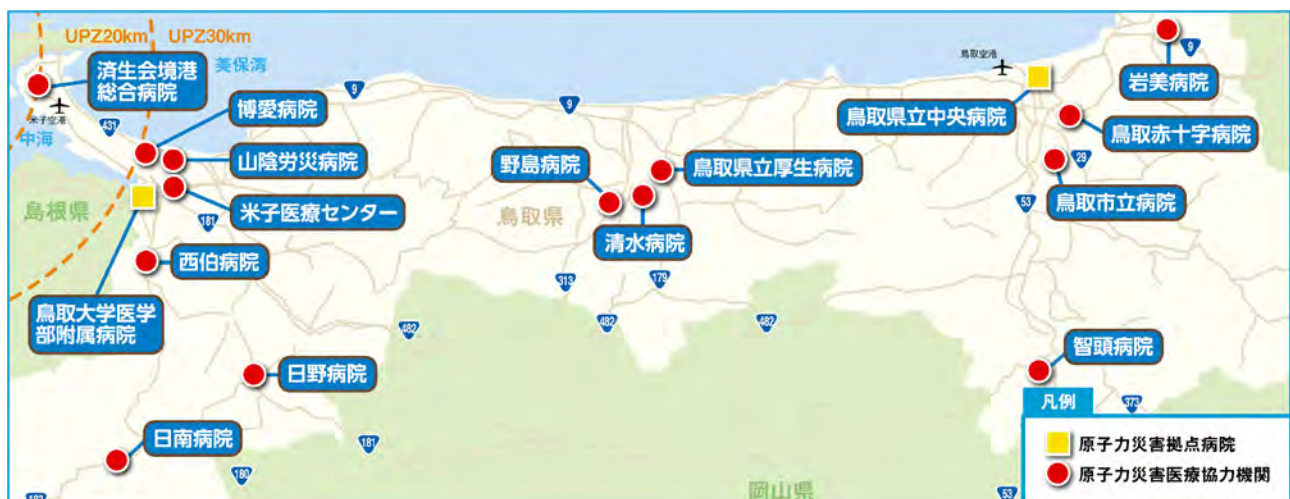 UPZ20km
UPZ30km
済生会境港
総合病院
美保湾
米子空港
中海
431
博愛病院
山陰労災病院
米子医療センター
島根県
181
西伯病院
鳥取大学医学
部附属病院
日野病院
日南病院
9
9
野島病院
鳥取県立厚生病院
清水病院
鳥取県
313
179
482
482
482
181
180
183
岡山県
鳥取空港
鳥取県立中央病院
岩美病院
9
鳥取赤十字病院
29
鳥取市立病院
53
智頭病院
373
53
凡例
原子力災害拠点病院
原子力災害医療協力機関